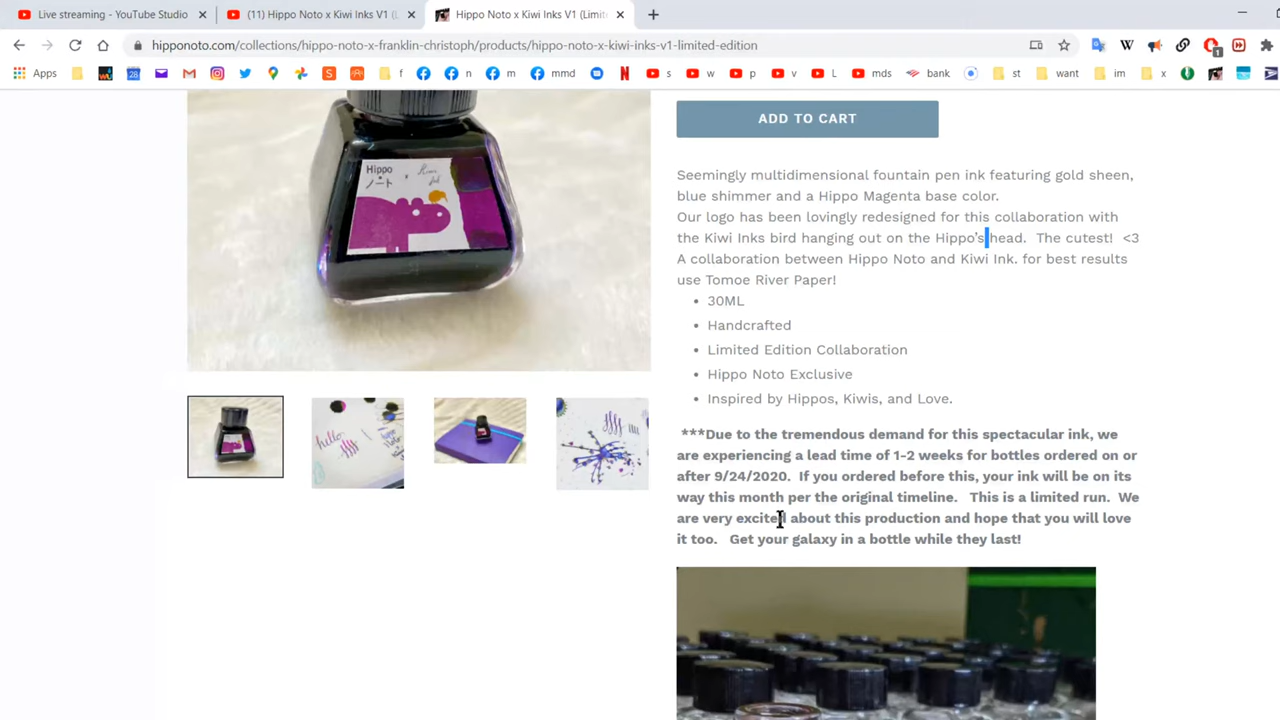 Live streaming - YouTube Studio
(11) Hippo Noto x Kiwi Inks V1 (L
Hippo Noto x Kiwi Inks V1 (Limit
hipponoto.com/collections/hippo-noto-x-franklin-christoph/products/hippo-noto-x-kiwi-inks-v1-limited-edition
Apps 28 f n m mmd s w p v L mds bank st want im x
ADD TO CART
Hippo x Kiwi
ノート Ink
Seemingly multidimensional fountain pen ink featuring gold sheen,
blue shimmer and a Hippo Magenta base color.
Our logo has been lovingly redesigned for this collaboration with
the Kiwi Inks bird hanging out on the Hippo's head. The cutest! <3
A collaboration between Hippo Noto and Kiwi Ink. for best results
use Tomoe River Paper!
• 30ML
• Handcrafted
• Limited Edition Collaboration
• Hippo Noto Exclusive
• Inspired by Hippos, Kiwis, and Love.
hello
***Due to the tremendous demand for this spectacular ink, we
are experiencing a lead time of 1-2 weeks for bottles ordered on or
after 9/24/2020. If you ordered before this, your ink will be on its
way this month per the original timeline. This is a limited run. We
are very excited about this production and hope that you will love
it too. Get your galaxy in a bottle while they last!